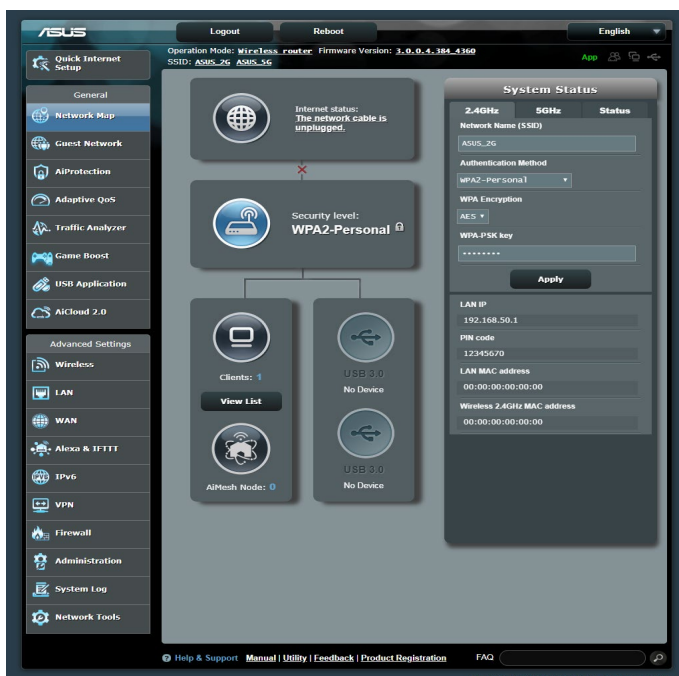 ASUS
Logout
Reboot
English
Quick Internet
Setup
Operation Mode: Wireless router Firmware Version: 3.0.0.4.384_4360
SSID: ASUS_2G ASUS_5G
App
General
Network Map
Guest Network
AiProtection
Adaptive QoS
Traffic Analyzer
Game Boost
USB Application
AiCloud 2.0
Advanced Settings
Wireless
LAN
WAN
Alexa & IFTTT
IPv6
VPN
Firewall
Administration
System Log
Network Tools
Internet status:
The network cable is
unplugged.
Security level:
WPA2-Personal
Clients: 1
View List
AiMesh Node: 0
USB 3.0
No Device
USB 3.0
No Device
System Status
2.4GHz 5GHz Status
Network Name (SSID)
ASUS_2G
Authentication Method
WPA2-Personal
WPA Encryption
AES
WPA-PSK key
········
Apply
LAN IP
192.168.50.1
PIN code
12345670
LAN MAC address
00:00:00:00:00:00
Wireless 2.4GHz MAC address
00:00:00:00:00:00
Help & Support Manual | Utility | Feedback | Product Registration FAQ